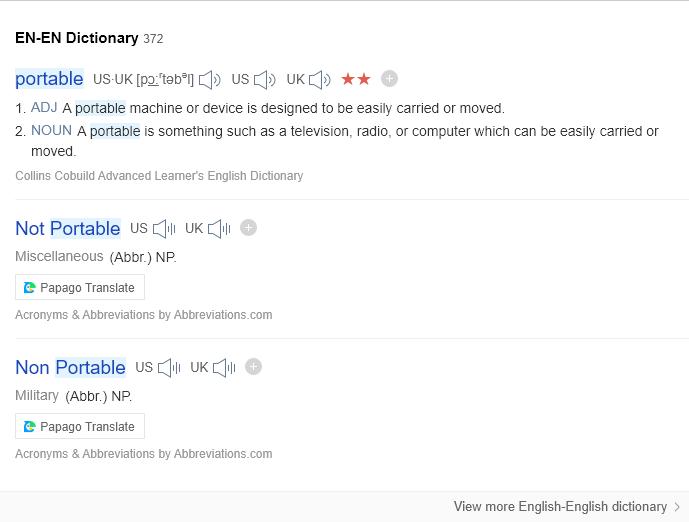 EN-EN Dictionary 372
portable US·UK [pɔːʳtəbᵊl] US UK ★★
1. ADJ A portable machine or device is designed to be easily carried or moved.
2. NOUN A portable is something such as a television, radio, or computer which can be easily carried or
moved.
Collins Cobuild Advanced Learner's English Dictionary
Not Portable US UK
Miscellaneous (Abbr.) NP.
Papago Translate
Acronyms & Abbreviations by Abbreviations.com
Non Portable US UK
Military (Abbr.) NP.
Papago Translate
Acronyms & Abbreviations by Abbreviations.com
View more English-English dictionary